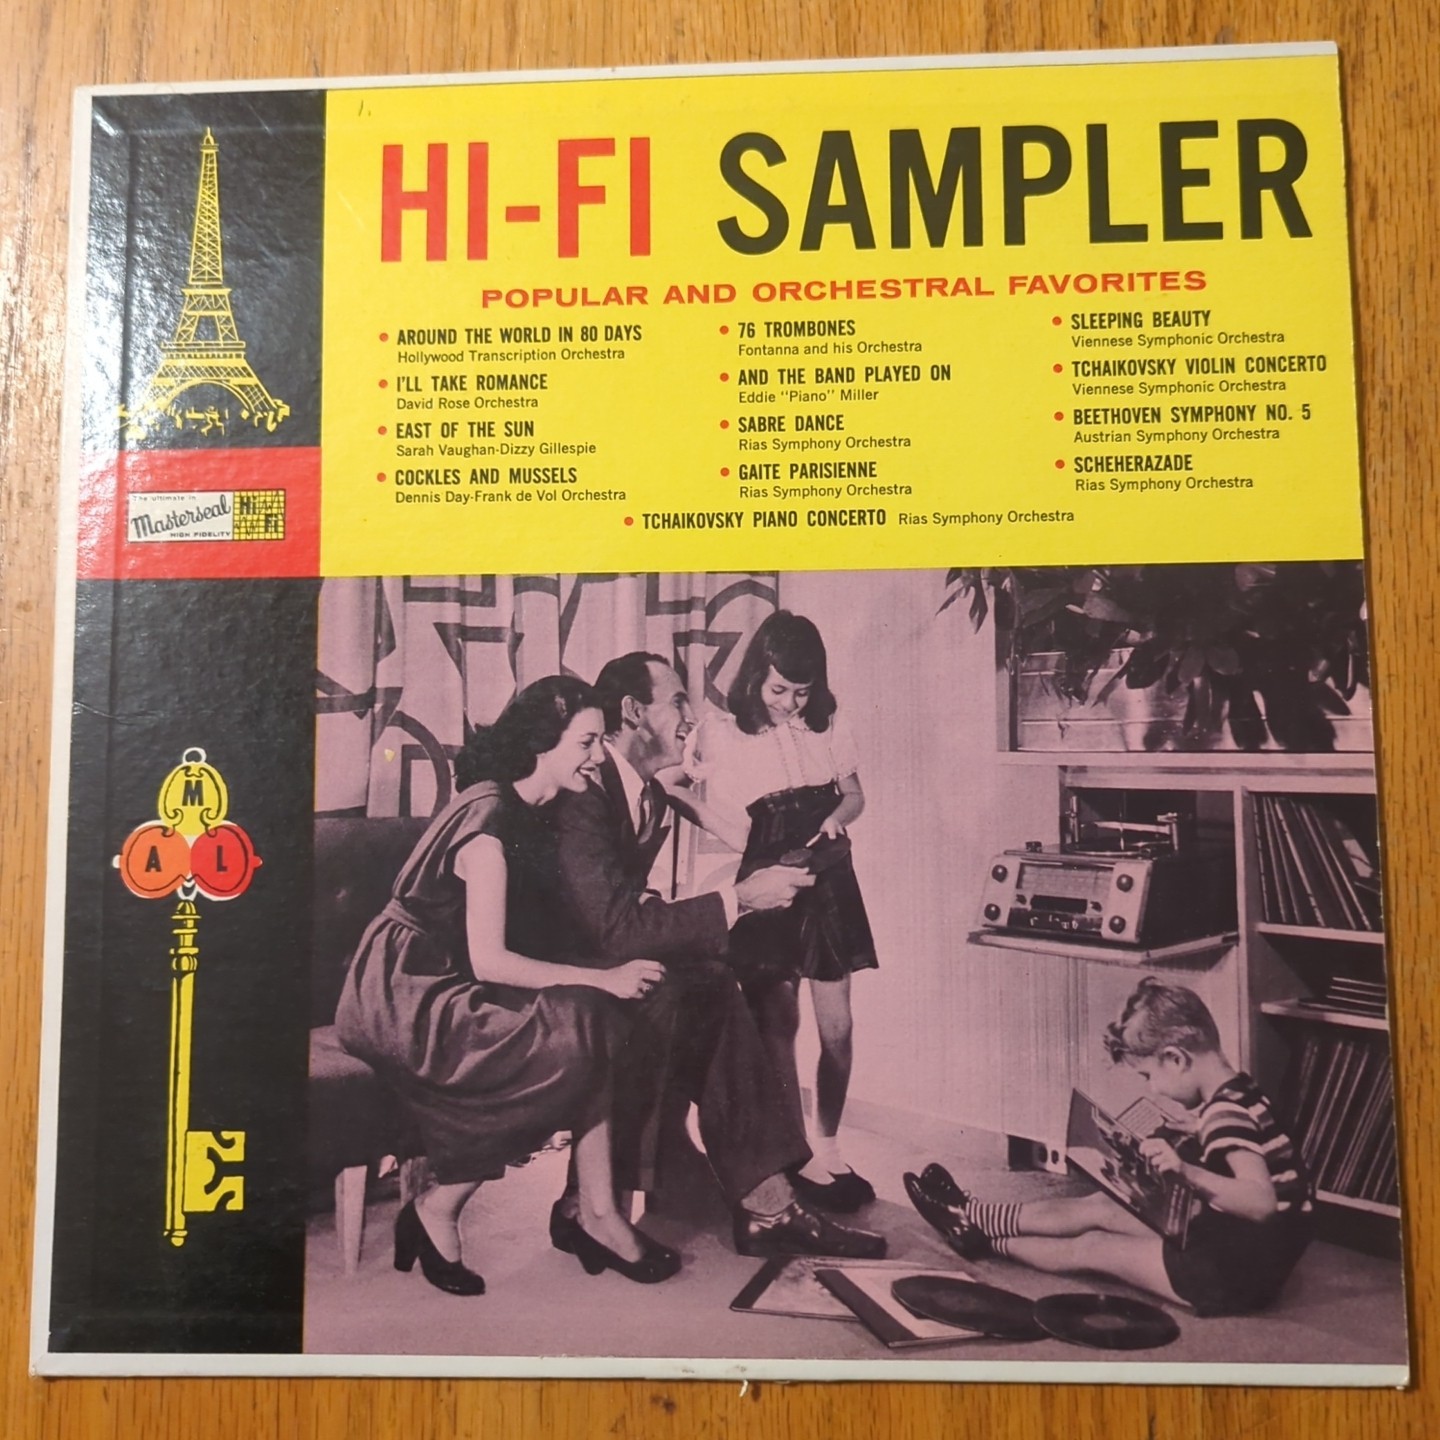 HI-FI SAMPLER
POPULAR AND ORCHESTRAL FAVORITES
• AROUND THE WORLD IN 80 DAYS
Hollywood Transcription Orchestra
• I'LL TAKE ROMANCE
David Rose Orchestra
• EAST OF THE SUN
Sarah Vaughan-Dizzy Gillespie
• COCKLES AND MUSSELS
Dennis Day-Frank de Vol Orchestra
• 76 TROMBONES
Fontanna and his Orchestra
• AND THE BAND PLAYED ON
Eddie "Piano" Miller
• SABRE DANCE
Rias Symphony Orchestra
• GAITE PARISIENNE
Rias Symphony Orchestra
• SLEEPING BEAUTY
Viennese Symphonic Orchestra
• TCHAIKOVSKY VIOLIN CONCERTO
Viennese Symphonic Orchestra
• BEETHOVEN SYMPHONY NO. 5
Austrian Symphony Orchestra
• SCHEHERAZADE
Rias Symphony Orchestra
• TCHAIKOVSKY PIANO CONCERTO Rias Symphony Orchestra
The ultimate in
Masterseal
HIGH FIDELITY
Hi
Fi
M
A L